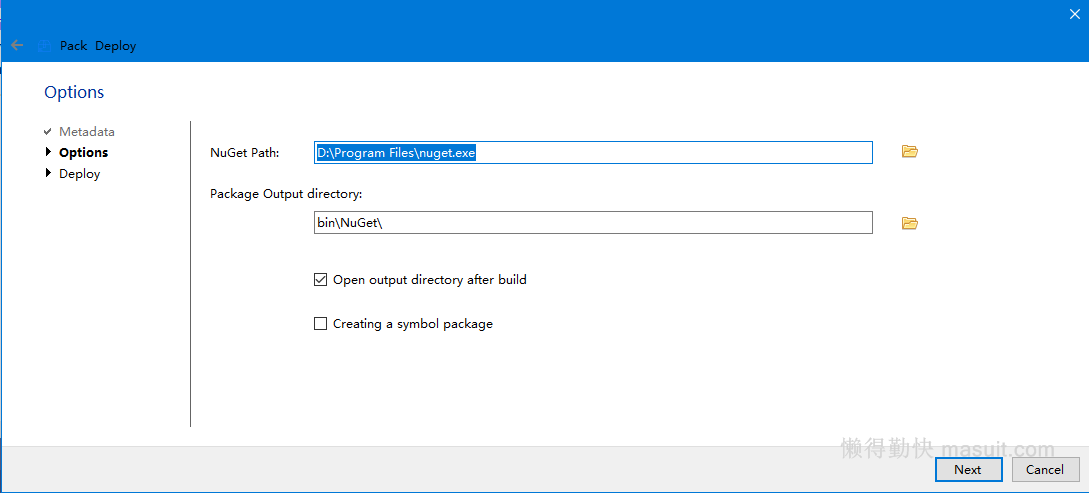 Pack Deploy
Options
Metadata
Options
Deploy
NuGet Path:
D:\Program Files\nuget.exe
Package Output directory:
bin\NuGet\
Open output directory after build
Creating a symbol package
懒得勤快 masuit.com
Next
Cancel